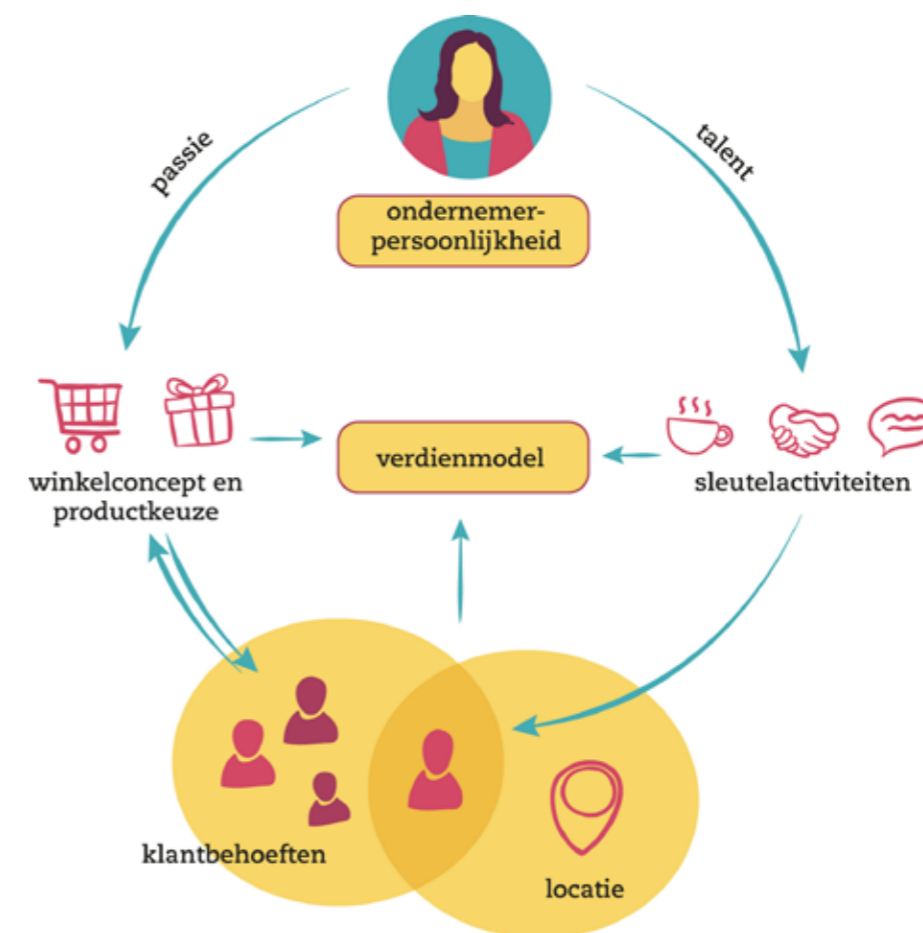 passie
talent
ondernemer-
persoonlijkheid
winkelconcept en
productkeuze
verdienmodel
sleutelactiviteiten
klantbehoeften
locatie